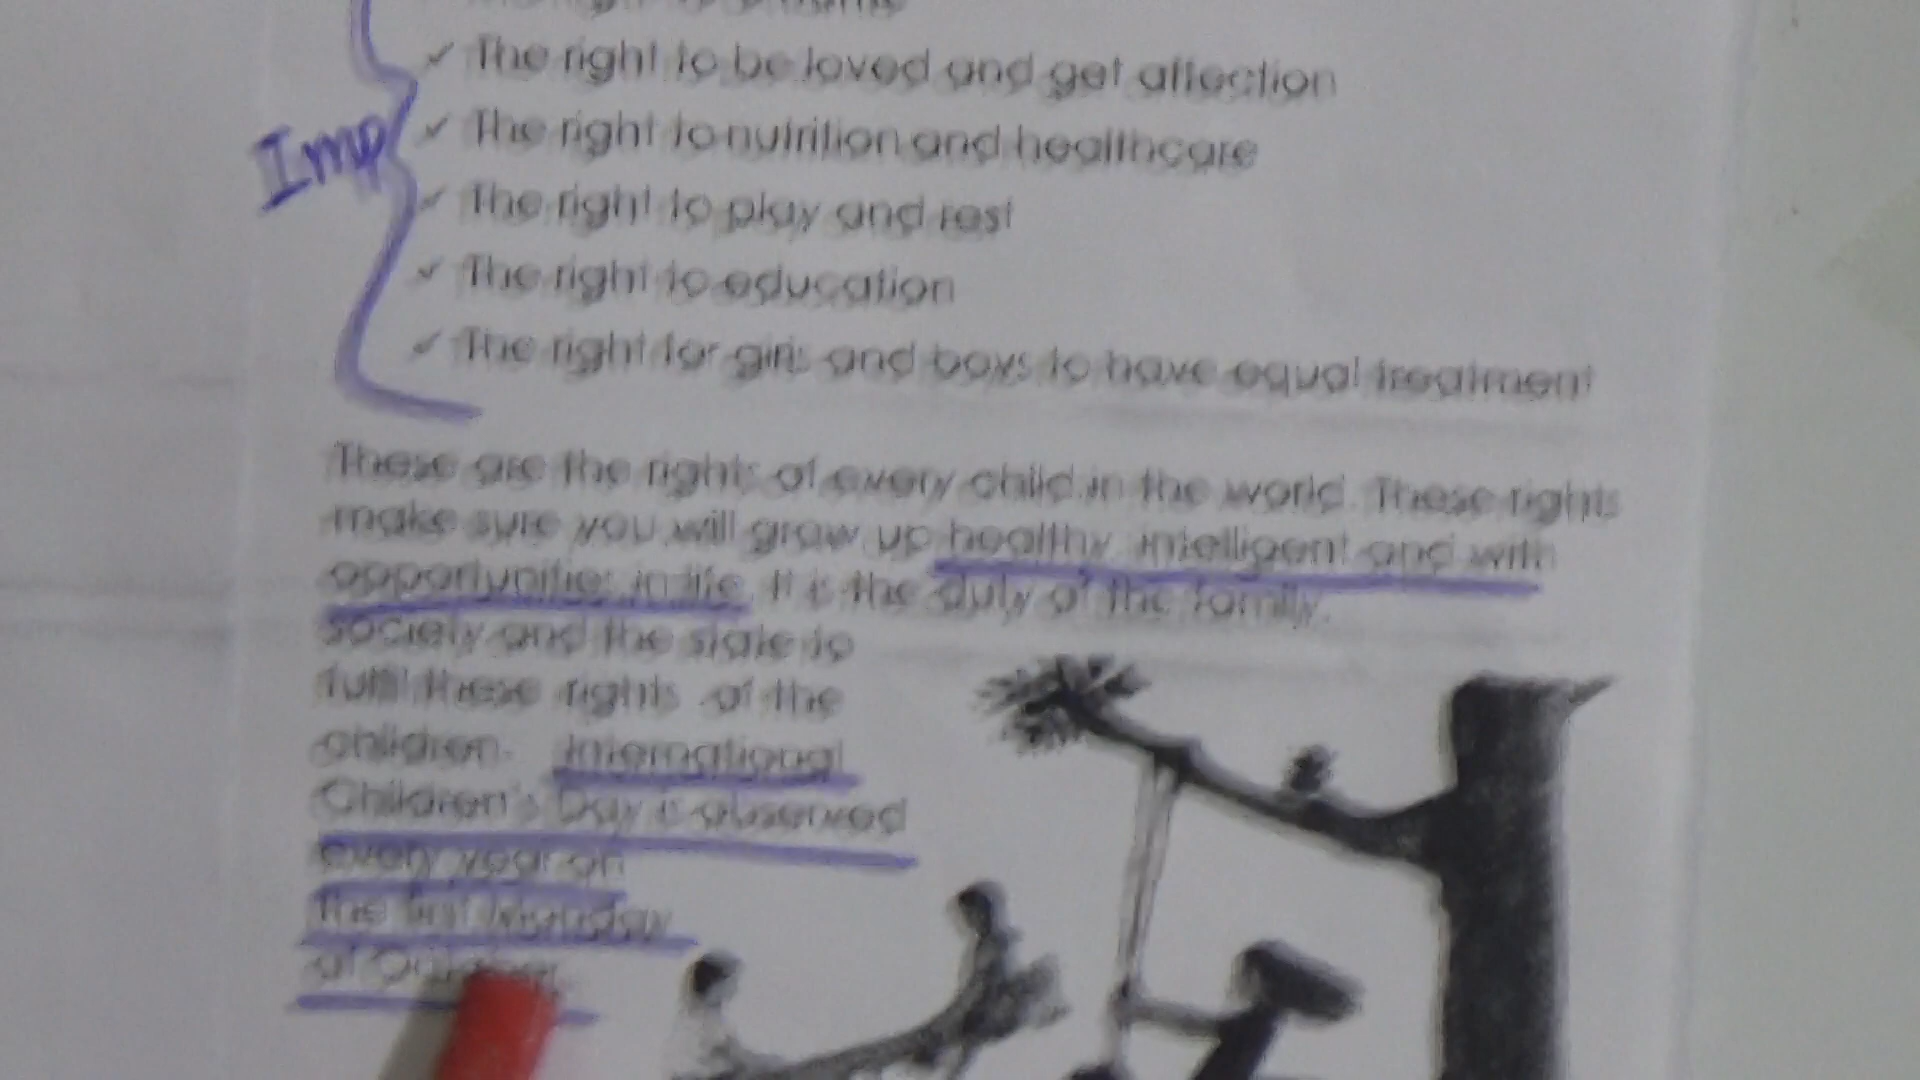 ✓ The right to be loved and get affection
✓ The right to nutrition and healthcare
Imp
✓ The right to play and rest
✓ The right to education
✓ The right for girls and boys to have equal treatment
These are the rights of every child in the world. These rights
make sure you will grow up healthy, intelligent and with
opportunities in life. It is the duty of the family,
society and the state to
fulfil these rights of the
children. International
Children's Day is observed
every year on
the first Monday
of October.